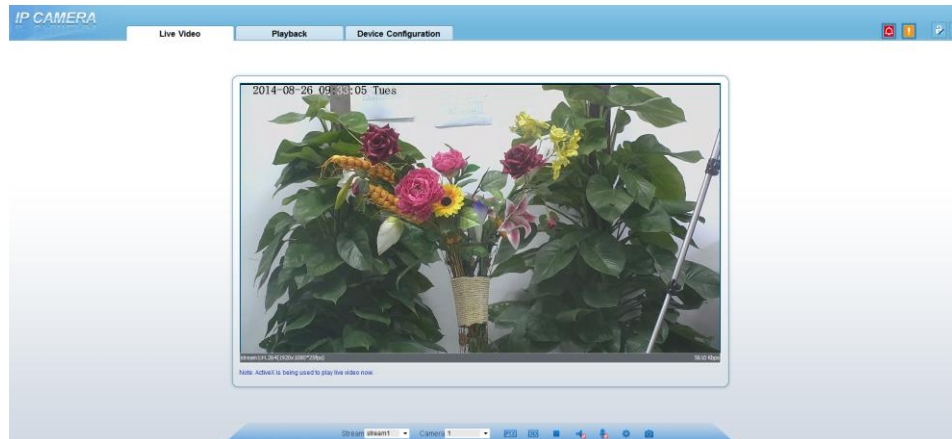 IP CAMERA
Live Video
Playback
Device Configuration
2014-08-26 09:33:05 Tues
Note: ActiveX is being used to play live video now.
Stream stream1 Camera 1